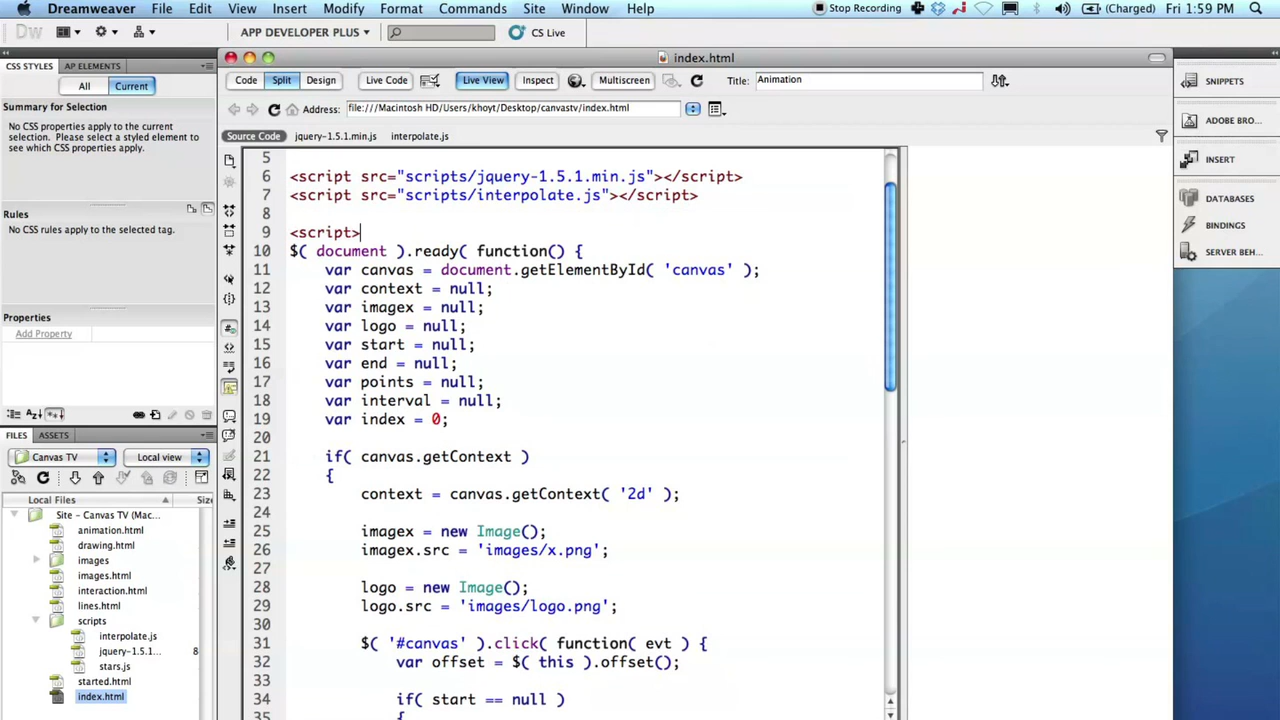 Dreamweaver File Edit View Insert Modify Format Commands Site Window Help Stop Recording (Charged) Fri 1:59 PM
Dw APP DEVELOPER PLUS CS Live
CSS STYLES AP ELEMENTS
All Current
Summary for Selection
No CSS properties apply to the current
selection. Please select a styled element to
see which CSS properties apply.
Rules
No CSS rules apply to the selected tag.
Properties
Add Property
FILES ASSETS
Canvas TV Local view
Local Files Size
Site - Canvas TV (Mac...
animation.html
drawing.html
images
images.html
interaction.html
lines.html
scripts
interpolate.js
jquery-1.5.1... 8
stars.js
started.html
index.html
index.html
Code Split Design Live Code Live View Inspect Multiscreen Title: Animation
Address: file:///Macintosh HD/Users/khoyt/Desktop/canvastv/index.html
Source Code jquery-1.5.1.min.js interpolate.js
5
6 <script src="scripts/jquery-1.5.1.min.js"></script>
7 <script src="scripts/interpolate.js"></script>
8
9 <script>
10 $( document ).ready( function() {
11 var canvas = document.getElementById( 'canvas' );
12 var context = null;
13 var imagex = null;
14 var logo = null;
15 var start = null;
16 var end = null;
17 var points = null;
18 var interval = null;
19 var index = 0;
20
21 if( canvas.getContext )
22 {
23 context = canvas.getContext( '2d' );
24
25 imagex = new Image();
26 imagex.src = 'images/x.png';
27
28 logo = new Image();
29 logo.src = 'images/logo.png';
30
31 $( '#canvas' ).click( function( evt ) {
32 var offset = $( this ).offset();
33
34 if( start == null )
35 {
SNIPPETS
ADOBE BRO...
INSERT
DATABASES
BINDINGS
SERVER BEH...